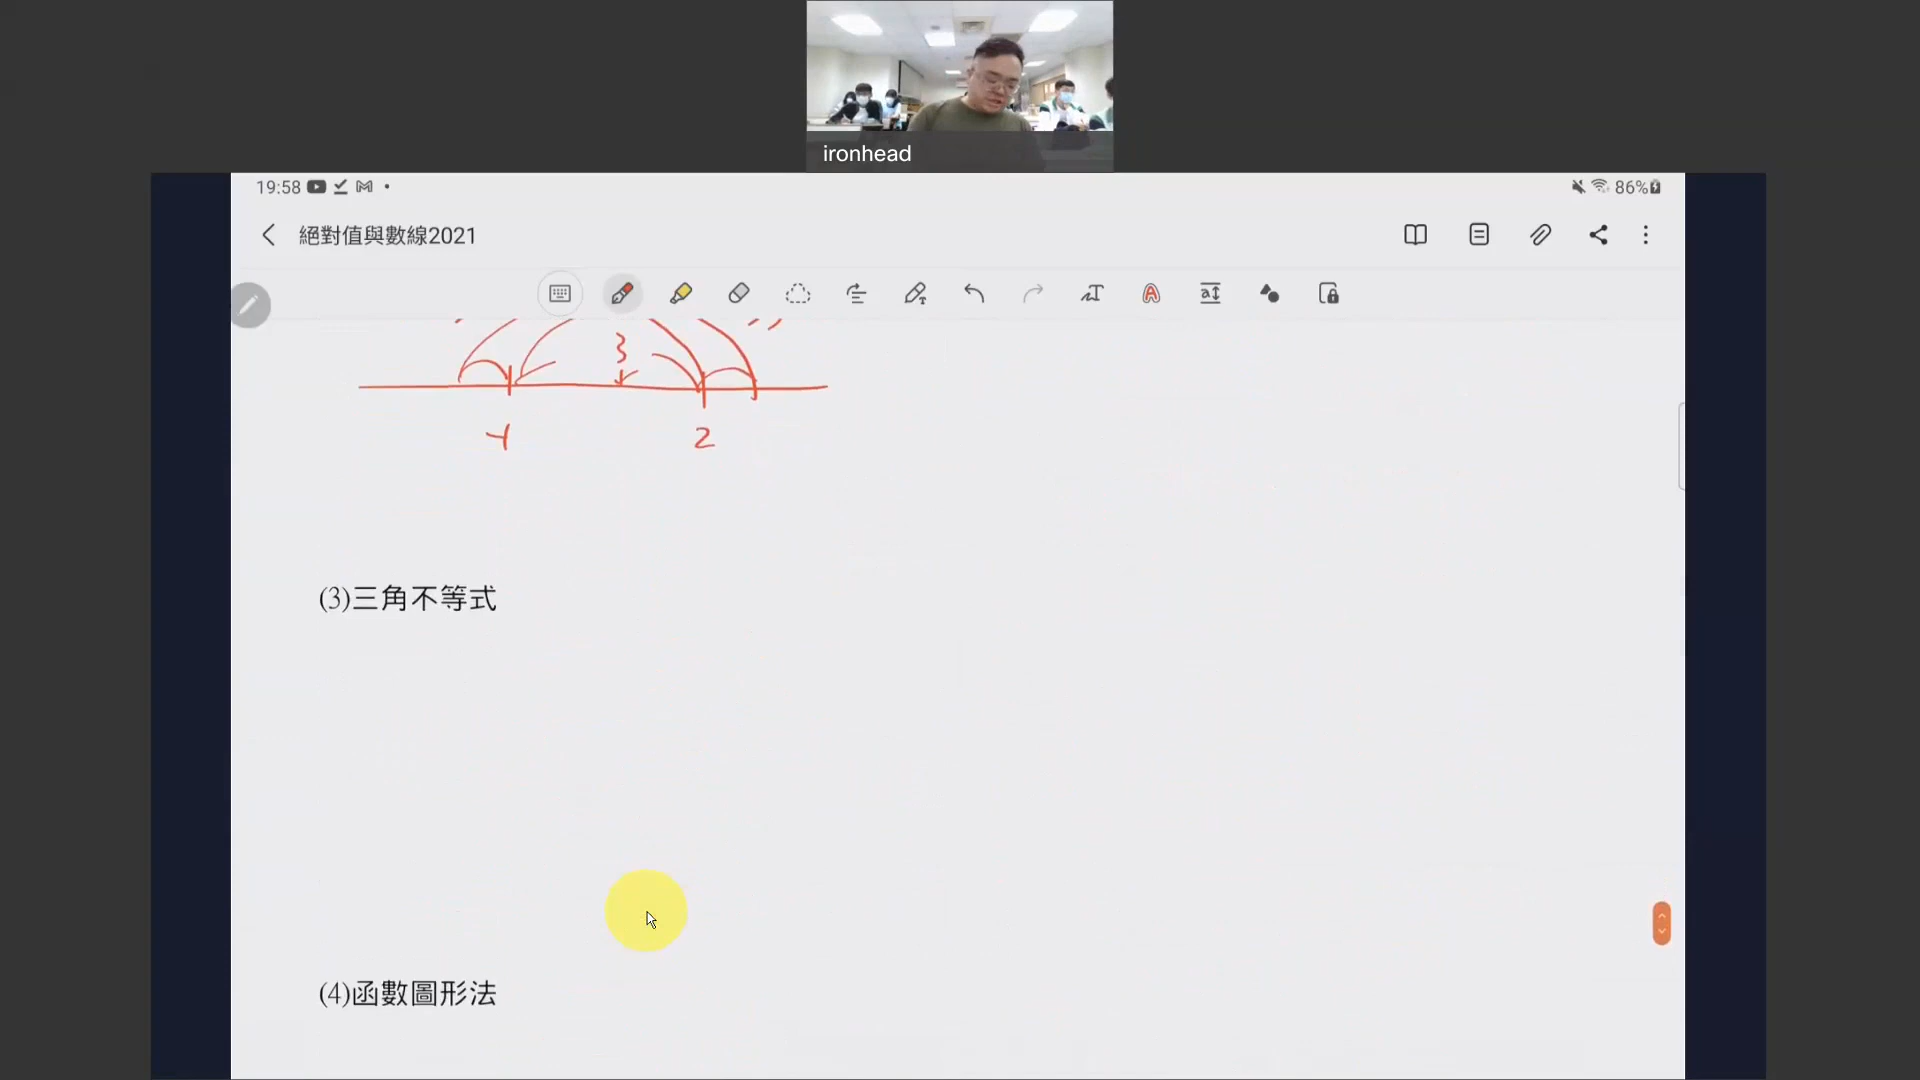 ironhead
19:58
86%
絕對值與數線2021
3
-4 2
(3)三角不等式
(4)函數圖形法